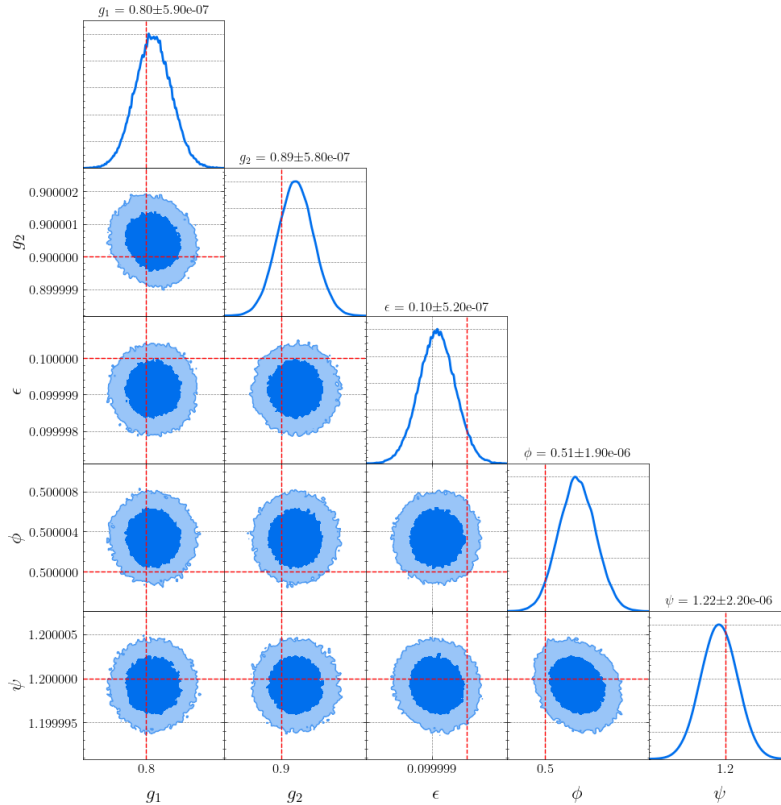 g₁ = 0.80±5.90e-07
g₂ = 0.89±5.80e-07
0.900002
0.900001
0.900000
0.899999
g₂
ϵ = 0.10±5.20e-07
0.100000
0.099999
0.099998
ϵ
ϕ = 0.51±1.90e-06
0.500008
0.500004
0.500000
ϕ
ψ = 1.22±2.20e-06
1.200005
1.200000
1.199995
ψ
0.8
0.9
0.099999
0.5
1.2
g₁
g₂
ϵ
ϕ
ψ